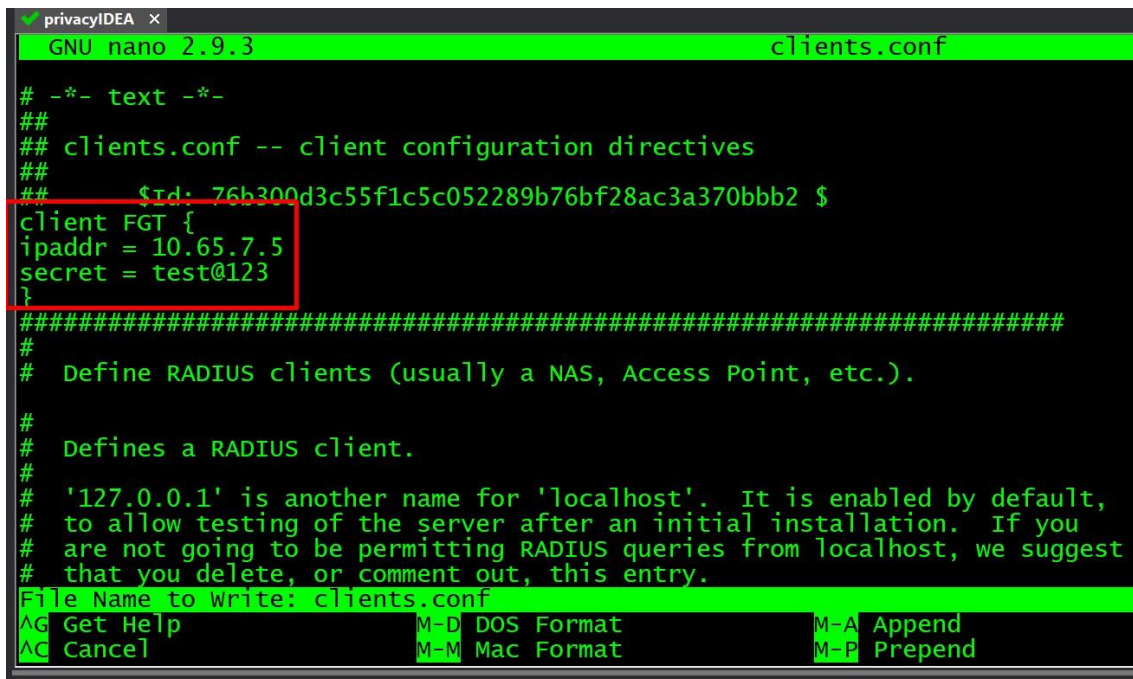 privacyIDEA ×
GNU nano 2.9.3 clients.conf
# -*- text -*-
##
## clients.conf -- client configuration directives
##
## $Id: 76b300d3c55f1c5c052289b76bf28ac3a370bbb2 $
client FGT {
ipaddr = 10.65.7.5
secret = test@123
}
#######################################################################
#
# Define RADIUS clients (usually a NAS, Access Point, etc.).
#
# Defines a RADIUS client.
#
# '127.0.0.1' is another name for 'localhost'. It is enabled by default,
# to allow testing of the server after an initial installation. If you
# are not going to be permitting RADIUS queries from localhost, we suggest
# that you delete, or comment out, this entry.
File Name to Write: clients.conf
^G Get Help M-D DOS Format M-A Append
^C Cancel M-M Mac Format M-P Prepend